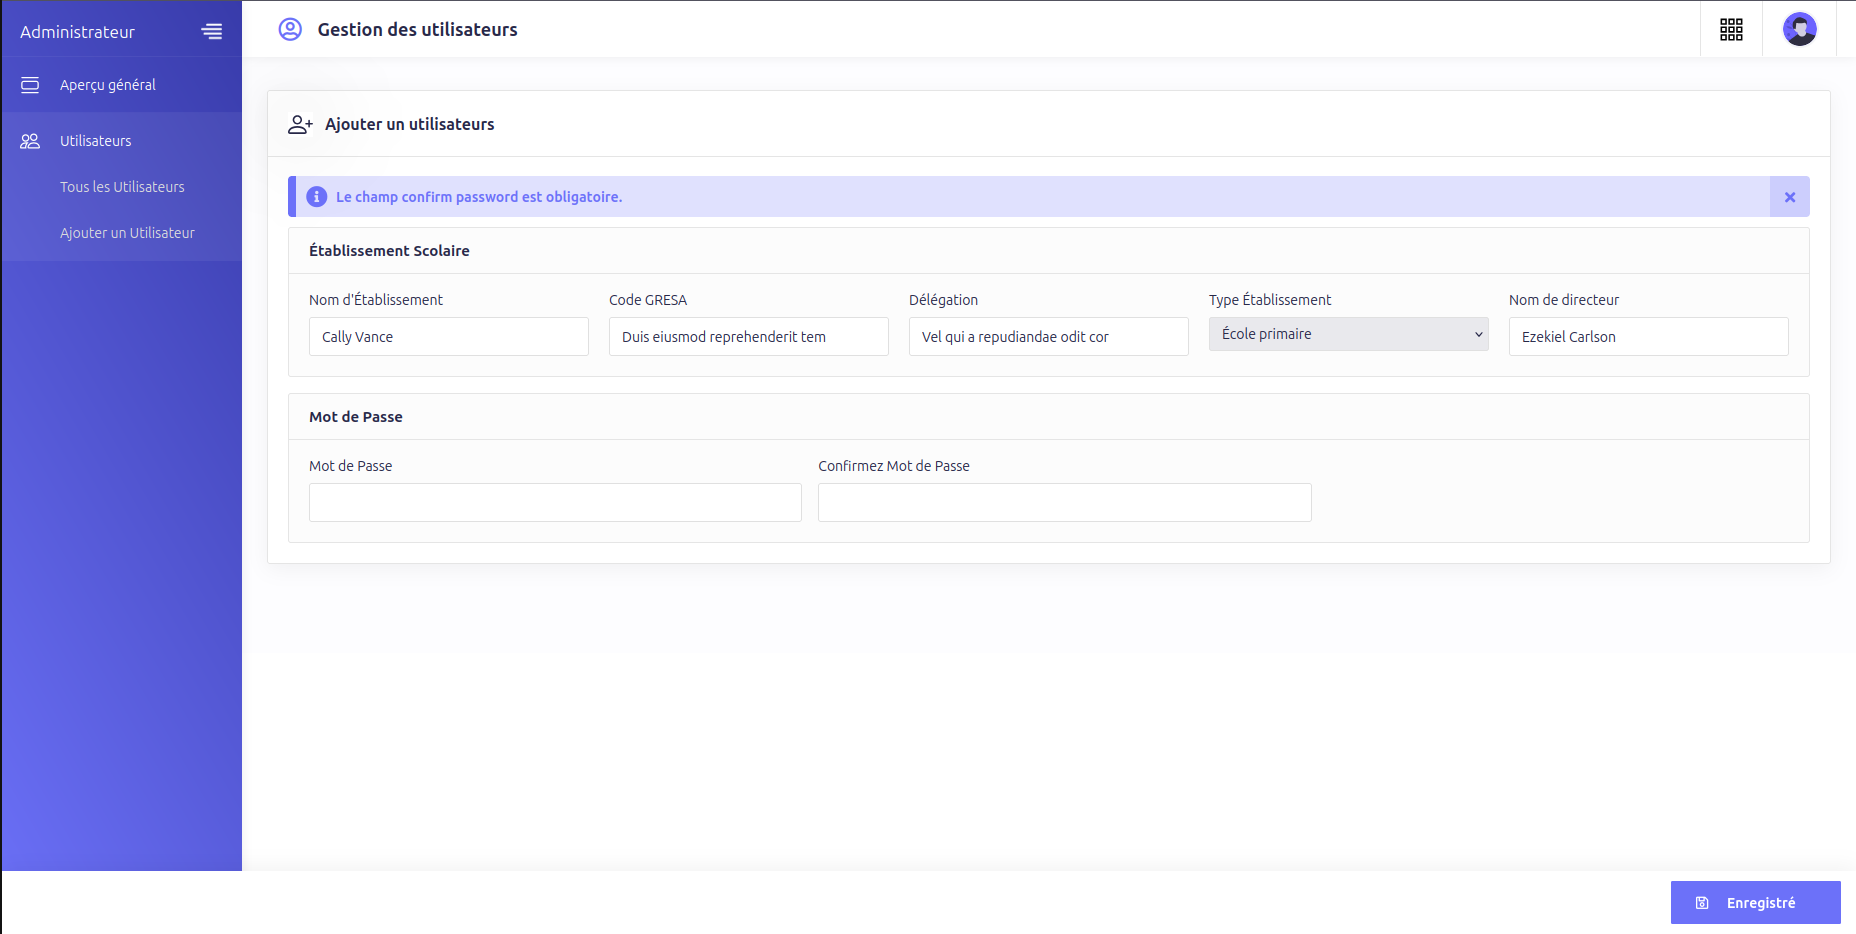 Administrateur
Gestion des utilisateurs
Aperçu général
Utilisateurs
Tous les Utilisateurs
Ajouter un Utilisateur
Ajouter un utilisateurs
Le champ confirm password est obligatoire.
Établissement Scolaire
Nom d'Établissement
Code GRESA
Délégation
Type Établissement
Nom de directeur
Cally Vance
Duis eiusmod reprehenderit tem
Vel qui a repudiandae odit cor
École primaire
Ezekiel Carlson
Mot de Passe
Mot de Passe
Confirmez Mot de Passe
Enregistré